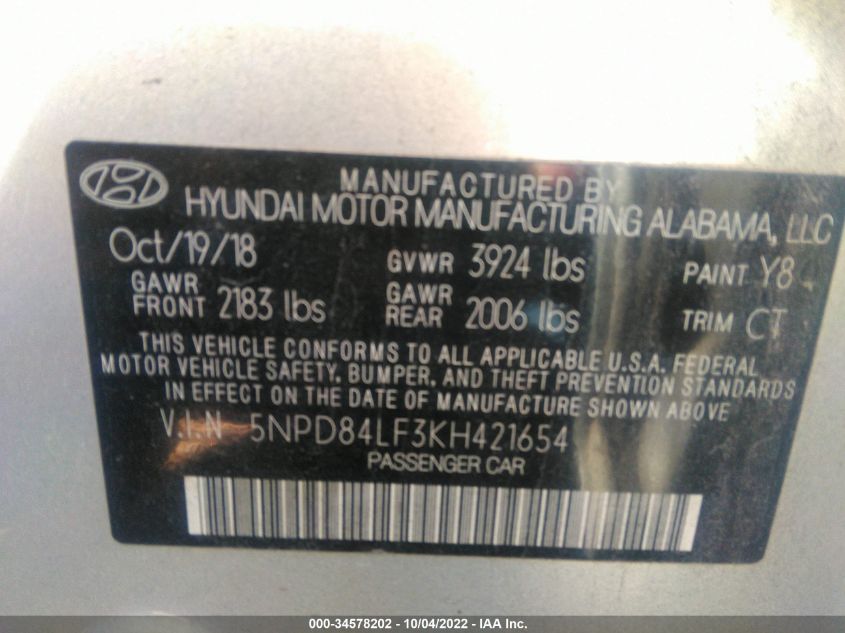 MANUFACTURED BY
HYUNDAI MOTOR MANUFACTURING ALABAMA, LLC
Oct/19/18 GVWR 3924 lbs PAINT Y8
GAWR FRONT 2183 lbs GAWR REAR 2006 lbs TRIM CT
THIS VEHICLE CONFORMS TO ALL APPLICABLE U.S.A. FEDERAL
MOTOR VEHICLE SAFETY, BUMPER, AND THEFT PREVENTION STANDARDS
IN EFFECT ON THE DATE OF MANUFACTURE SHOWN ABOVE
V.I.N 5NPD84LF3KH421654
PASSENGER CAR
000-34578202 - 10/04/2022 - IAA Inc.